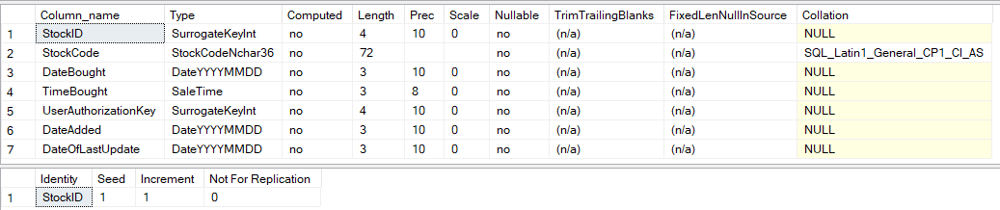 Column_name Type Computed Length Prec Scale Nullable TrimTrailingBlanks FixedLenNullInSource Collation
1 StockID SurrogateKeyInt no 4 10 0 no (n/a) (n/a) NULL
2 StockCode StockCodeNchar36 no 72 no (n/a) (n/a) SQL_Latin1_General_CP1_CI_AS
3 DateBought DateYYYYMMDD no 3 10 0 no (n/a) (n/a) NULL
4 TimeBought SaleTime no 3 8 0 no (n/a) (n/a) NULL
5 UserAuthorizationKey SurrogateKeyInt no 4 10 0 no (n/a) (n/a) NULL
6 DateAdded DateYYYYMMDD no 3 10 0 no (n/a) (n/a) NULL
7 DateOfLastUpdate DateYYYYMMDD no 3 10 0 no (n/a) (n/a) NULL
Identity Seed Increment Not For Replication
1 StockID 1 1 0